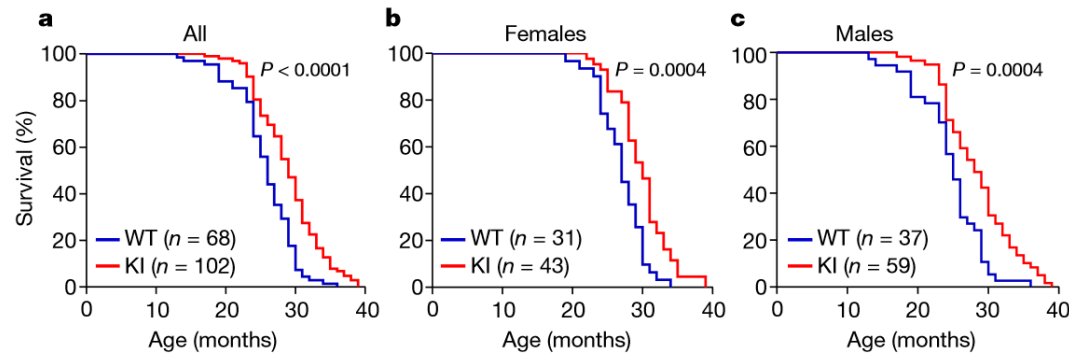 a
All
b
Females
c
Males
Survival (%)
100
80
60
40
20
0
P < 0.0001
WT (n = 68)
KI (n = 102)
0 10 20 30 40
Age (months)
100
80
60
40
20
0
P = 0.0004
WT (n = 31)
KI (n = 43)
0 10 20 30 40
Age (months)
100
80
60
40
20
0
P = 0.0004
WT (n = 37)
KI (n = 59)
0 10 20 30 40
Age (months)